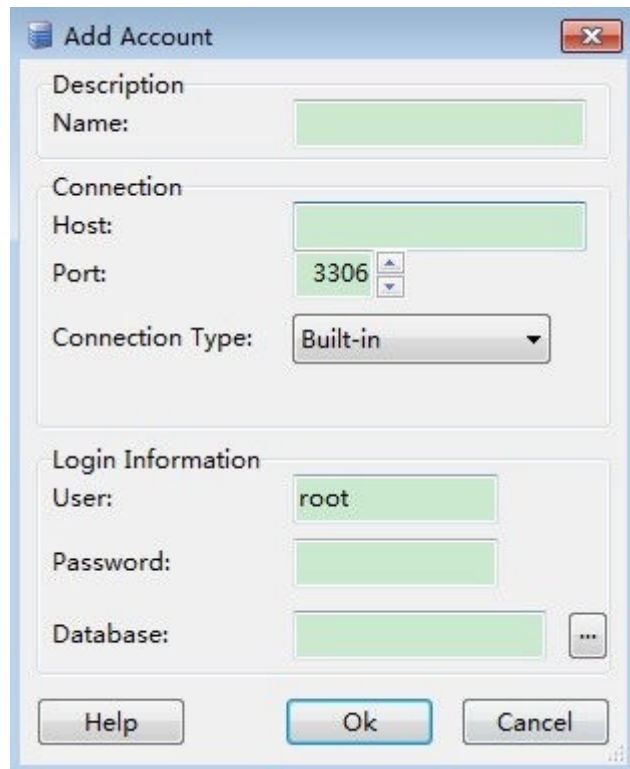 Add Account
Description
Name:
Connection
Host:
Port: 3306
Connection Type: Built-in
Login Information
User: root
Password:
Database: ...
Help Ok Cancel